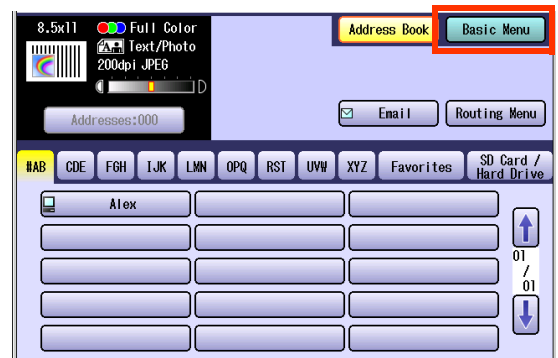 8.5x11 Full Color
A Text/Photo
200dpi JPEG
D
Addresses:000
Address Book Basic Menu
Email Routing Menu
#AB CDE FGH IJK LMN OPQ RST UVW XYZ Favorites SD Card /
Hard Drive
Alex
01
/
01